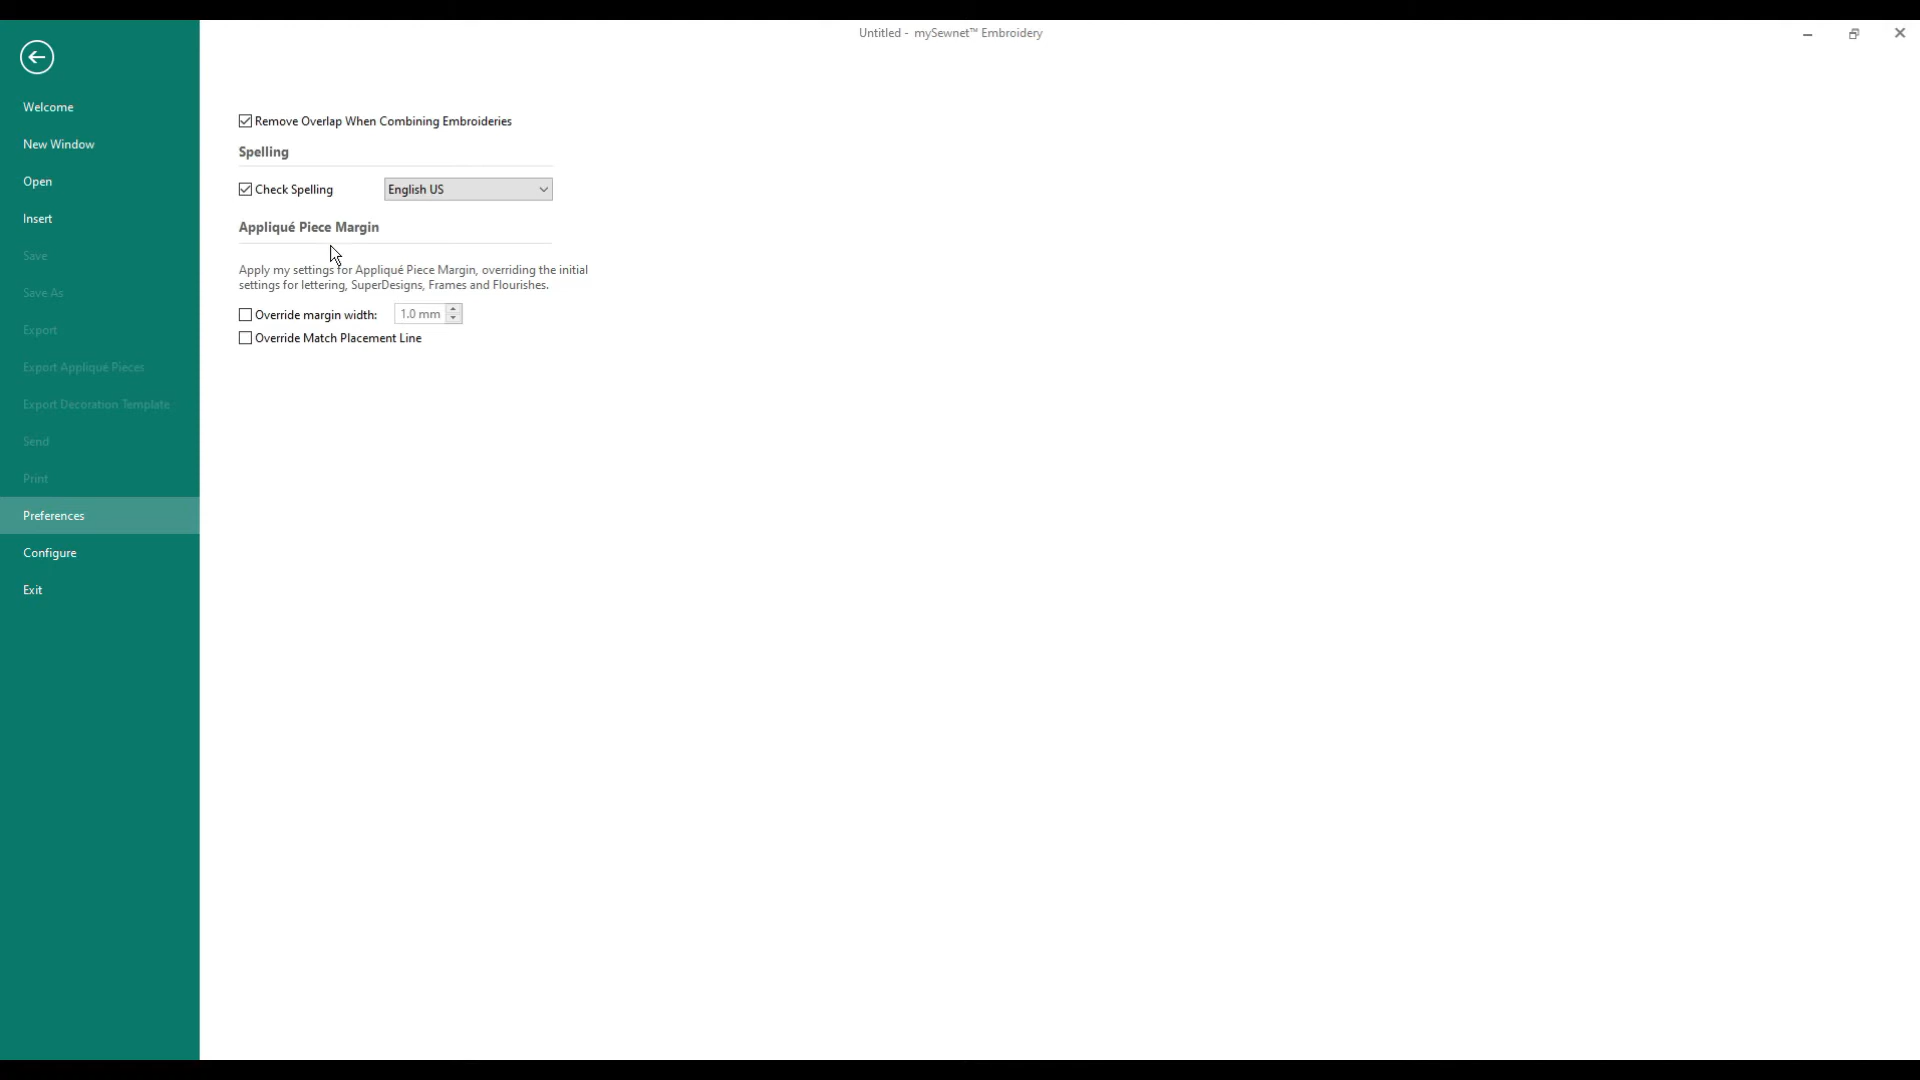 Untitled - mySewnet™ Embroidery
Welcome
New Window
Open
Insert
Save
Save As
Export
Export Appliqué Pieces
Export Decoration Template
Send
Print
Preferences
Configure
Exit
Remove Overlap When Combining Embroideries
Spelling
Check Spelling English US
Appliqué Piece Margin
Apply my settings for Appliqué Piece Margin, overriding the initial
settings for lettering, SuperDesigns, Frames and Flourishes.
Override margin width: 1.0 mm
Override Match Placement Line